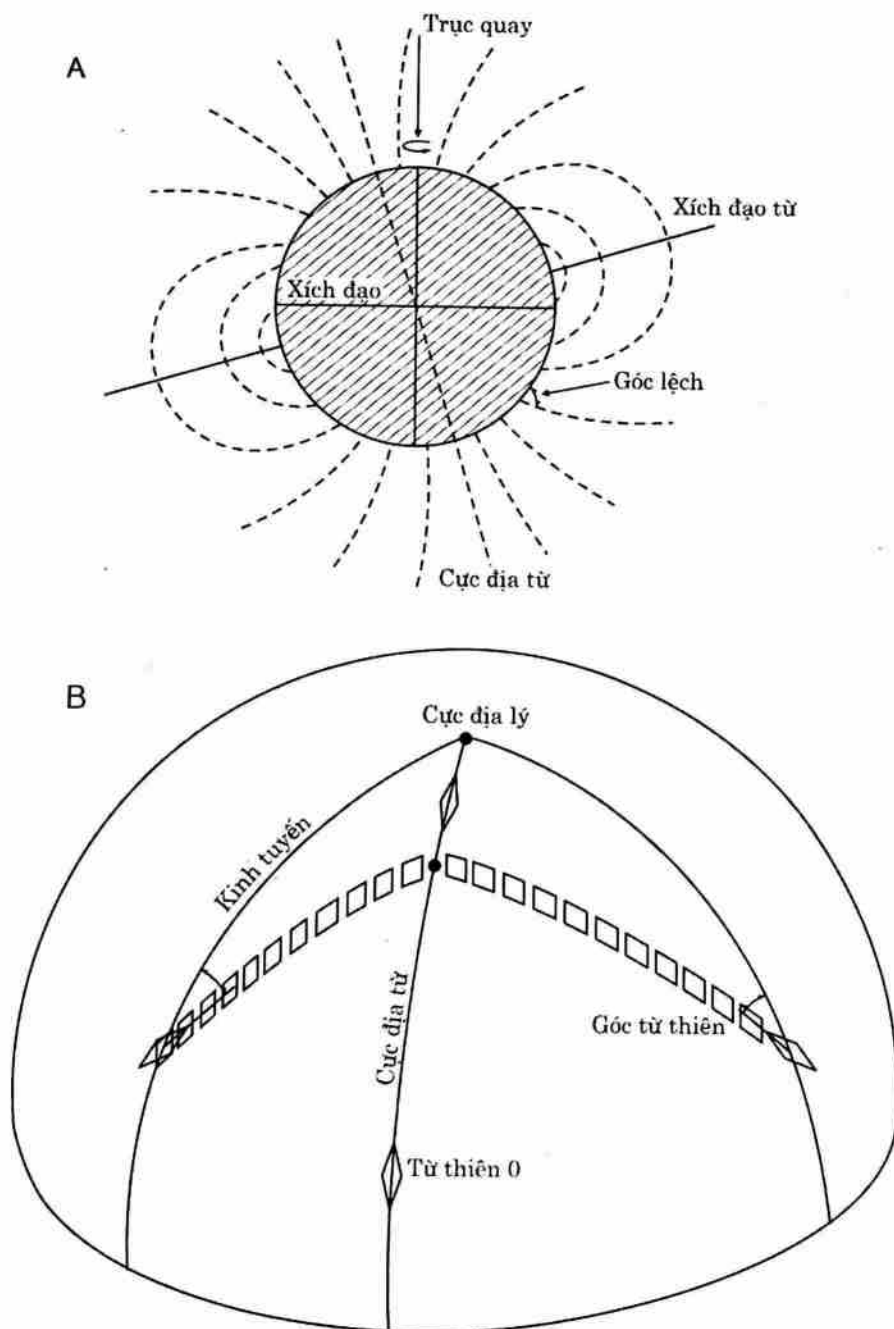 Trục quay
A
Xích đạo từ
Xích đạo
Góc lệch
Cực địa từ
B
Cực địa lý
Kinh tuyến
Cực địa từ
Góc từ thiên
Từ thiên 0